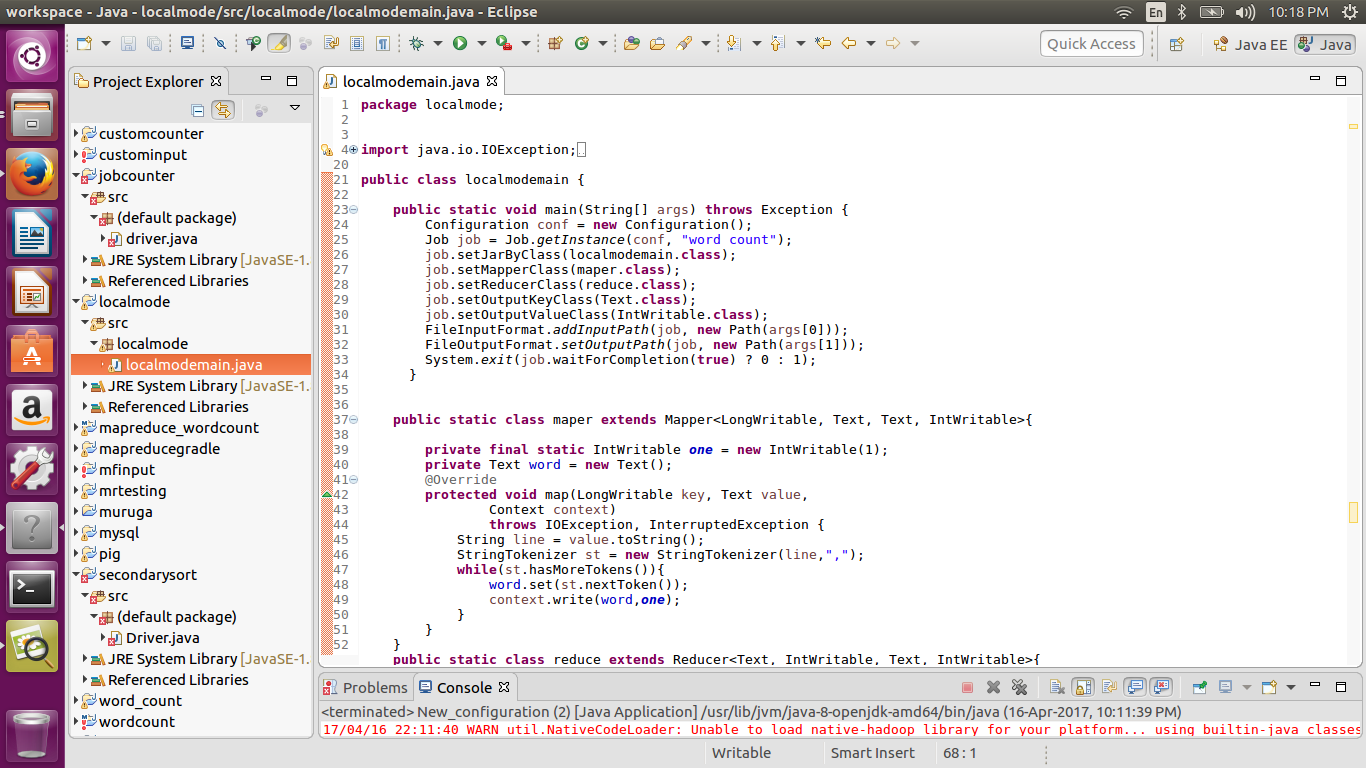 workspace - Java - localmode/src/localmode/localmodemain.java - Eclipse
En
10:18 PM
Quick Access
Java EE
Java
Project Explorer
customcounter
custominput
jobcounter
src
(default package)
driver.java
JRE System Library [JavaSE-1.
Referenced Libraries
localmode
src
localmode
localmodemain.java
JRE System Library [JavaSE-1.
Referenced Libraries
mapreduce_wordcount
mapreducegradle
mfinput
mrtesting
muruga
mysql
pig
secondarysort
src
(default package)
Driver.java
JRE System Library [JavaSE-1.
Referenced Libraries
word_count
wordcount
localmodemain.java
1 package localmode;
2
3
4 import java.io.IOException;
20
21 public class localmodemain {
22
23 public static void main(String[] args) throws Exception {
24 Configuration conf = new Configuration();
25 Job job = Job.getInstance(conf, "word count");
26 job.setJarByClass(localmodemain.class);
27 job.setMapperClass(maper.class);
28 job.setReducerClass(reduce.class);
29 job.setOutputKeyClass(Text.class);
30 job.setOutputValueClass(IntWritable.class);
31 FileInputFormat.addInputPath(job, new Path(args[0]));
32 FileOutputFormat.setOutputPath(job, new Path(args[1]));
33 System.exit(job.waitForCompletion(true) ? 0 : 1);
34 }
35
36
37 public static class maper extends Mapper<LongWritable, Text, Text, IntWritable>{
38
39 private final static IntWritable one = new IntWritable(1);
40 private Text word = new Text();
41 @Override
42 protected void map(LongWritable key, Text value,
43 Context context)
44 throws IOException, InterruptedException {
45 String line = value.toString();
46 StringTokenizer st = new StringTokenizer(line,",");
47 while(st.hasMoreTokens()){
48 word.set(st.nextToken());
49 context.write(word,one);
50 }
51 }
52 }
public static class reduce extends Reducer<Text, IntWritable, Text, IntWritable>{
Problems
Console
<terminated> New_configuration (2) [Java Application] /usr/lib/jvm/java-8-openjdk-amd64/bin/java (16-Apr-2017, 10:11:39 PM)
17/04/16 22:11:40 WARN util.NativeCodeLoader: Unable to load native-hadoop library for your platform... using builtin-java classes
Writable
Smart Insert
68 : 1